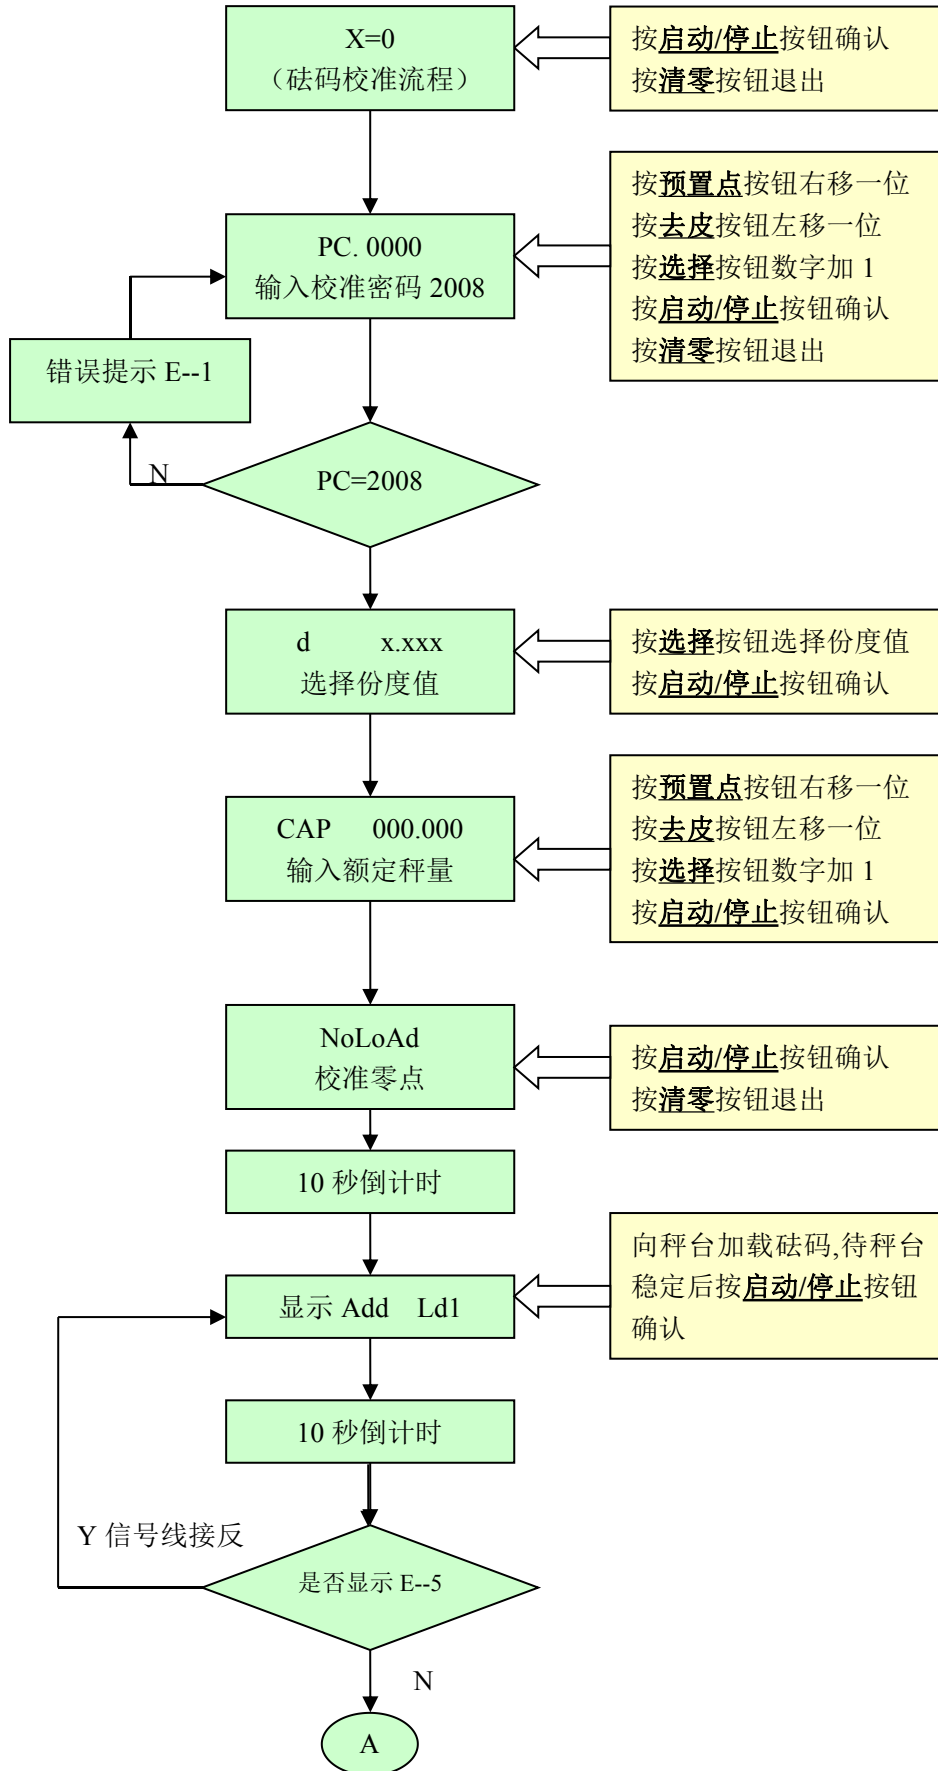 X=0
（砝码校准流程）
按启动/停止按钮确认
按清零按钮退出
PC. 0000
输入校准密码 2008
按预置点按钮右移一位
按去皮按钮左移一位
按选择按钮数字加 1
按启动/停止按钮确认
按清零按钮退出
错误提示 E--1
N
PC=2008
d x.xxx
选择份度值
按选择按钮选择份度值
按启动/停止按钮确认
CAP 000.000
输入额定秤量
按预置点按钮右移一位
按去皮按钮左移一位
按选择按钮数字加 1
按启动/停止按钮确认
NoLoAd
校准零点
按启动/停止按钮确认
按清零按钮退出
10 秒倒计时
显示 Add Ld1
向秤台加载砝码,待秤台
稳定后按启动/停止按钮
确认
10 秒倒计时
Y 信号线接反
是否显示 E--5
N
A